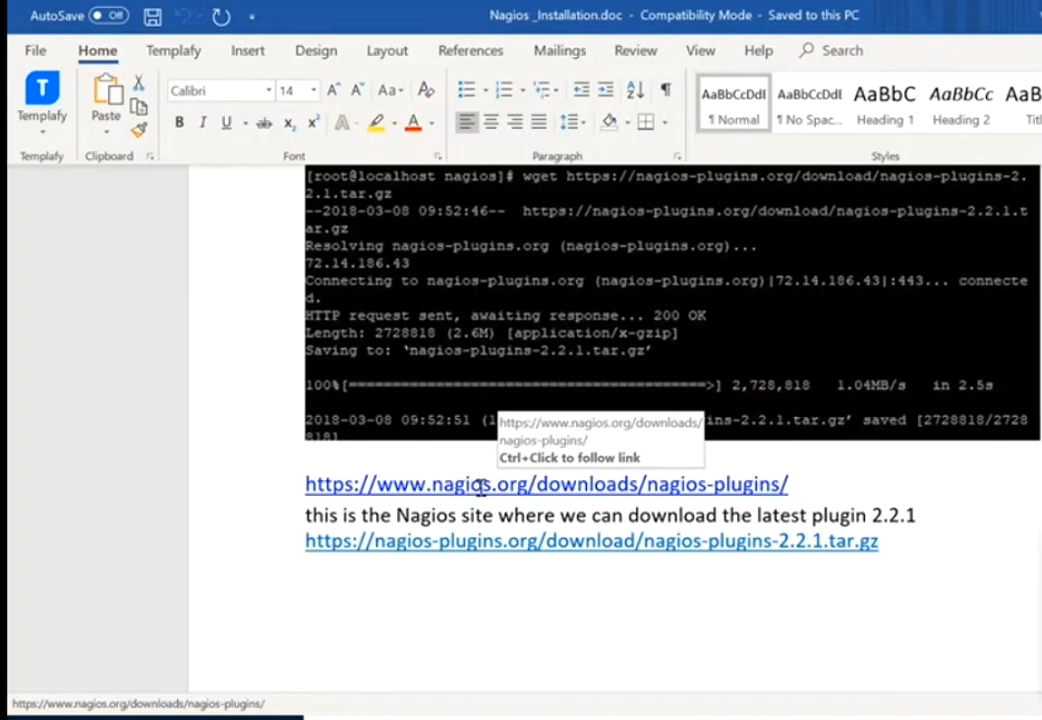 AutoSave Off Nagios _Installation.doc - Compatibility Mode - Saved to this PC
File Home Templafy Insert Design Layout References Mailings Review View Help Search
T Calibri 14 A^ A˅ Aa A AaBbCcDdI AaBbCcDdI AaBbC AaBbCc AaB
Templafy Paste B I U ab x₂ x² A A ¶ Normal ¶ No Spac... Heading 1 Heading 2 Titl
Templafy Clipboard Font Paragraph Styles
[root@localhost nagios]# wget https://nagios-plugins.org/download/nagios-plugins-2.
2.1.tar.gz
--2018-03-08 09:52:46-- https://nagios-plugins.org/download/nagios-plugins-2.2.1.t
ar.gz
Resolving nagios-plugins.org (nagios-plugins.org)...
72.14.186.43
Connecting to nagios-plugins.org (nagios-plugins.org)|72.14.186.43|:443... connecte
d.
HTTP request sent, awaiting response... 200 OK
Length: 2728818 (2.6M) [application/x-gzip]
Saving to: ‘nagios-plugins-2.2.1.tar.gz’
100%[=========================================>] 2,728,818 1.04MB/s in 2.5s
2018-03-08 09:52:51 (1 ins-2.2.1.tar.gz’ saved [2728818/2728
818]
https://www.nagios.org/downloads/
nagios-plugins/
Ctrl+Click to follow link
https://www.nagios.org/downloads/nagios-plugins/
this is the Nagios site where we can download the latest plugin 2.2.1
https://nagios-plugins.org/download/nagios-plugins-2.2.1.tar.gz
https://www.nagios.org/downloads/nagios-plugins/